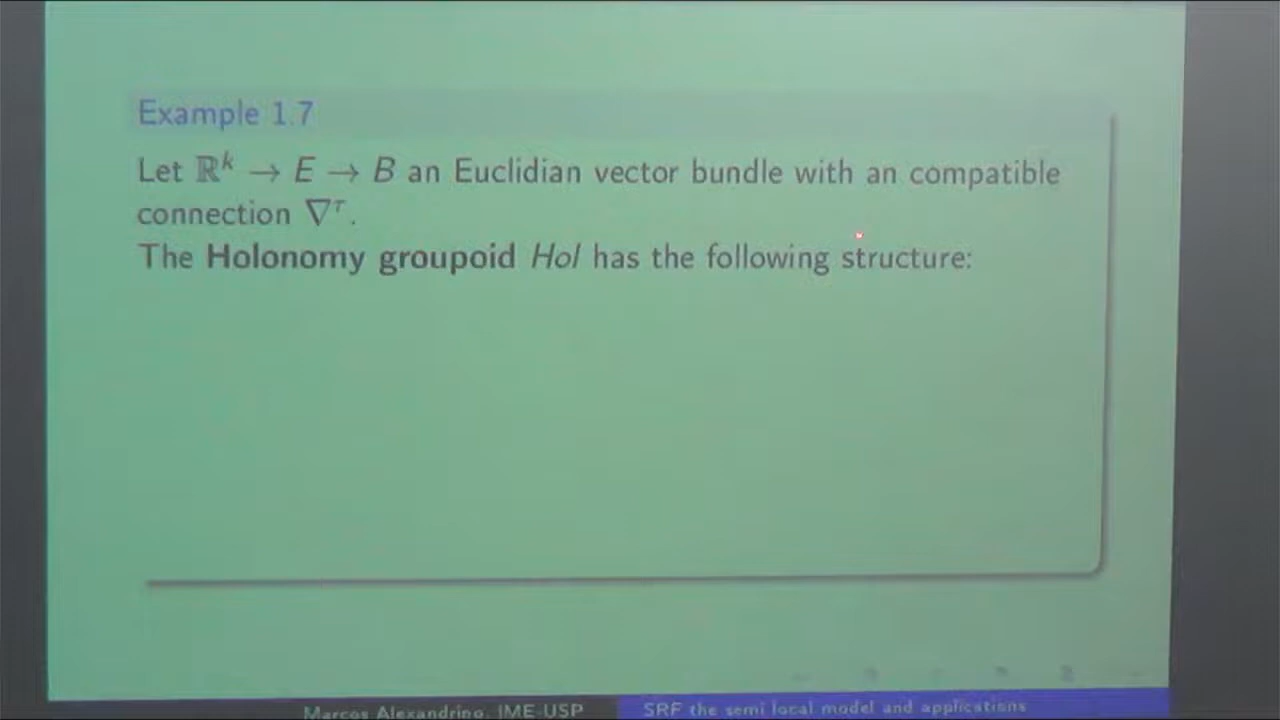 Example 1.7
Let ℝᵏ → E → B an Euclidian vector bundle with an compatible
connection ∇^τ.
The Holonomy groupoid Hol has the following structure:
Marcos Alexandrino, IME-USP
SRF the semi local model and applications